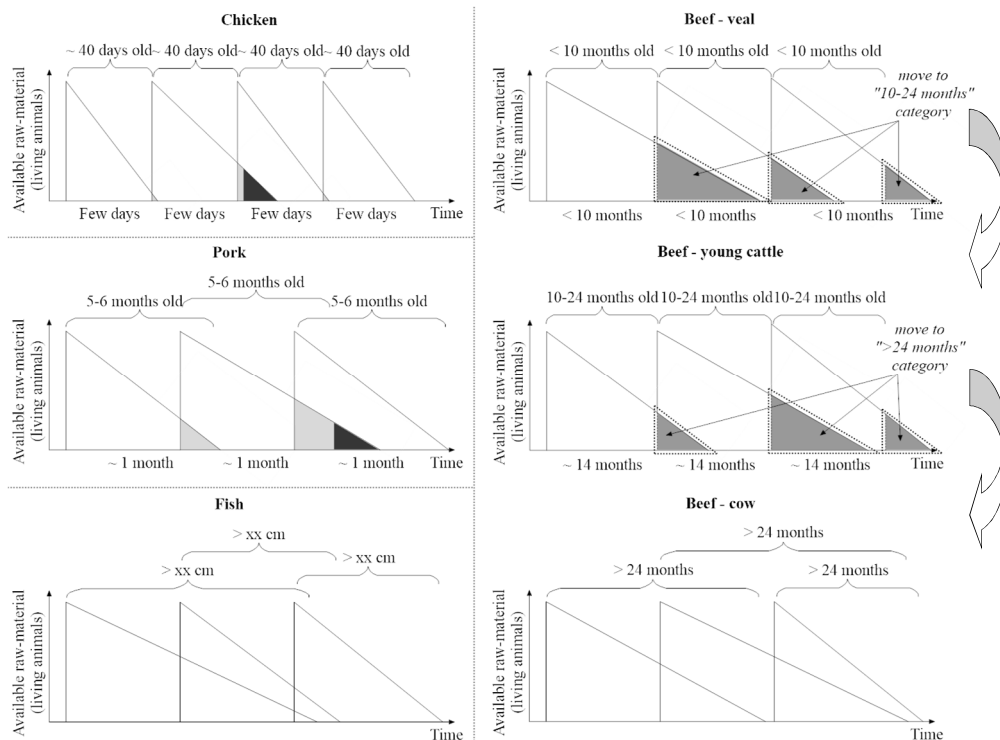 Chicken
~ 40 days old
~ 40 days old
~ 40 days old
~ 40 days old
Available raw-material
(living animals)
Few days
Few days
Few days
Few days
Time
Beef - veal
< 10 months old
< 10 months old
< 10 months old
move to
"10-24 months"
category
Available raw-material
(living animals)
< 10 months
< 10 months
< 10 months
Time
Pork
5-6 months old
5-6 months old
5-6 months old
Available raw-material
(living animals)
~ 1 month
~ 1 month
~ 1 month
Time
Beef - young cattle
10-24 months old
10-24 months old
10-24 months old
move to
">24 months"
category
Available raw-material
(living animals)
~ 14 months
~ 14 months
~ 14 months
Time
Fish
> xx cm
> xx cm
> xx cm
Available raw-material
(living animals)
Time
Beef - cow
> 24 months
> 24 months
> 24 months
Available raw-material
(living animals)
Time